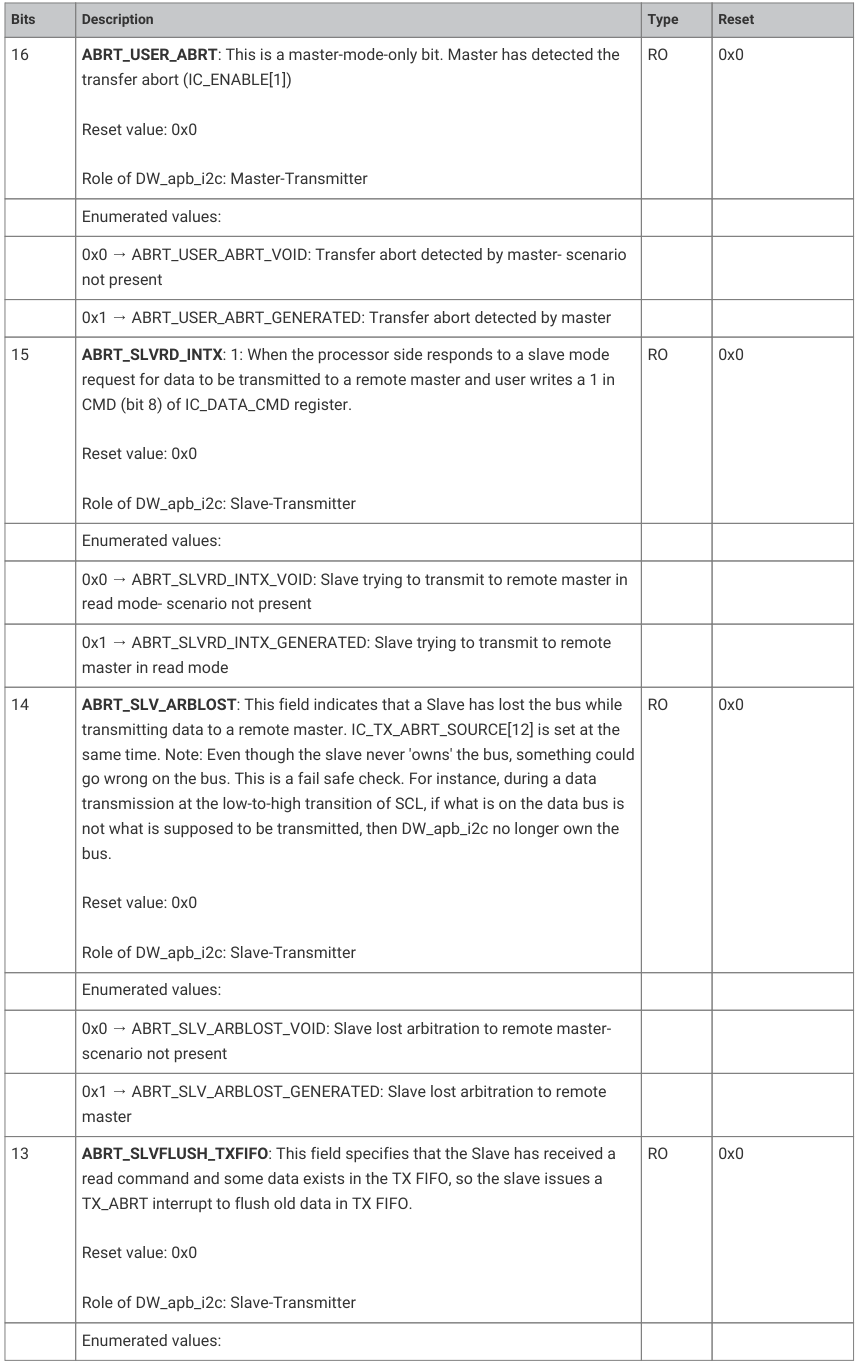 Bits Description Type Reset
16 ABRT_USER_ABRT: This is a master-mode-only bit. Master has detected the RO 0x0
transfer abort (IC_ENABLE[1])
Reset value: 0x0
Role of DW_apb_i2c: Master-Transmitter
Enumerated values:
0x0 → ABRT_USER_ABRT_VOID: Transfer abort detected by master- scenario
not present
0x1 → ABRT_USER_ABRT_GENERATED: Transfer abort detected by master
15 ABRT_SLVRD_INTX: 1: When the processor side responds to a slave mode RO 0x0
request for data to be transmitted to a remote master and user writes a 1 in
CMD (bit 8) of IC_DATA_CMD register.
Reset value: 0x0
Role of DW_apb_i2c: Slave-Transmitter
Enumerated values:
0x0 → ABRT_SLVRD_INTX_VOID: Slave trying to transmit to remote master in
read mode- scenario not present
0x1 → ABRT_SLVRD_INTX_GENERATED: Slave trying to transmit to remote
master in read mode
14 ABRT_SLV_ARBLOST: This field indicates that a Slave has lost the bus while RO 0x0
transmitting data to a remote master. IC_TX_ABRT_SOURCE[12] is set at the
same time. Note: Even though the slave never 'owns' the bus, something could
go wrong on the bus. This is a fail safe check. For instance, during a data
transmission at the low-to-high transition of SCL, if what is on the data bus is
not what is supposed to be transmitted, then DW_apb_i2c no longer own the
bus.
Reset value: 0x0
Role of DW_apb_i2c: Slave-Transmitter
Enumerated values:
0x0 → ABRT_SLV_ARBLOST_VOID: Slave lost arbitration to remote master-
scenario not present
0x1 → ABRT_SLV_ARBLOST_GENERATED: Slave lost arbitration to remote
master
13 ABRT_SLVFLUSH_TXFIFO: This field specifies that the Slave has received a RO 0x0
read command and some data exists in the TX FIFO, so the slave issues a
TX_ABRT interrupt to flush old data in TX FIFO.
Reset value: 0x0
Role of DW_apb_i2c: Slave-Transmitter
Enumerated values: